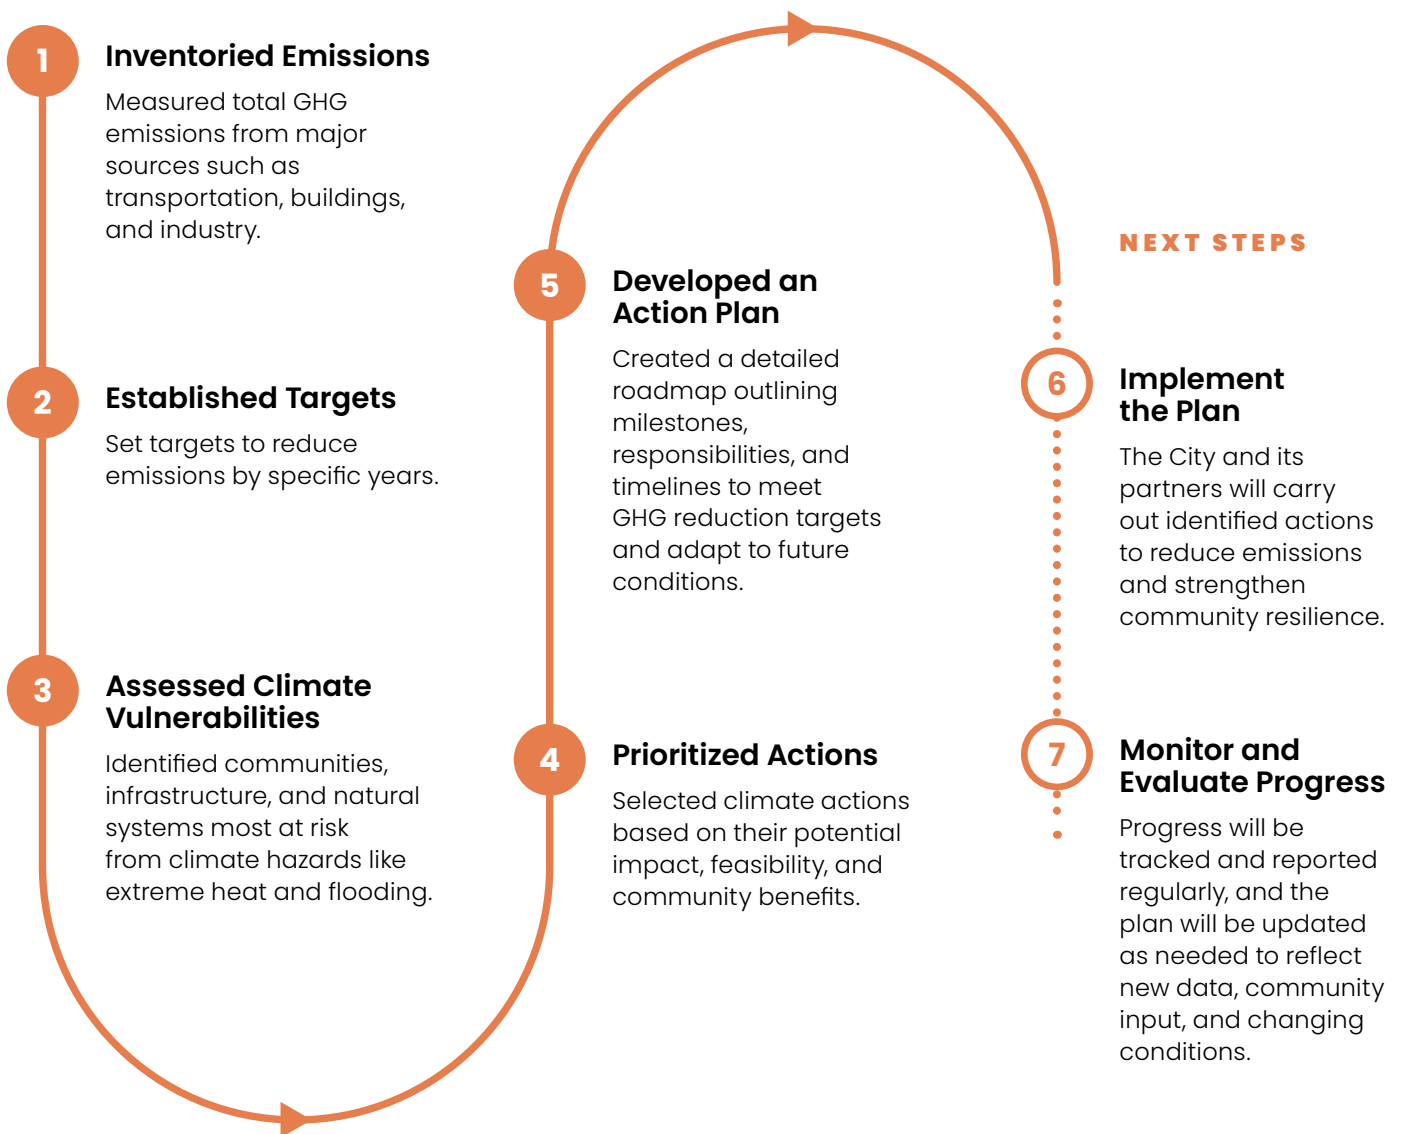 1
Inventoried Emissions
Measured total GHG
emissions from major
sources such as
transportation, buildings,
and industry.
2
Established Targets
Set targets to reduce
emissions by specific years.
3
Assessed Climate
Vulnerabilities
Identified communities,
infrastructure, and natural
systems most at risk
from climate hazards like
extreme heat and flooding.
4
Prioritized Actions
Selected climate actions
based on their potential
impact, feasibility, and
community benefits.
5
Developed an
Action Plan
Created a detailed
roadmap outlining
milestones,
responsibilities, and
timelines to meet
GHG reduction targets
and adapt to future
conditions.
NEXT STEPS
6
Implement
the Plan
The City and its
partners will carry
out identified actions
to reduce emissions
and strengthen
community resilience.
7
Monitor and
Evaluate Progress
Progress will be
tracked and reported
regularly, and the
plan will be updated
as needed to reflect
new data, community
input, and changing
conditions.